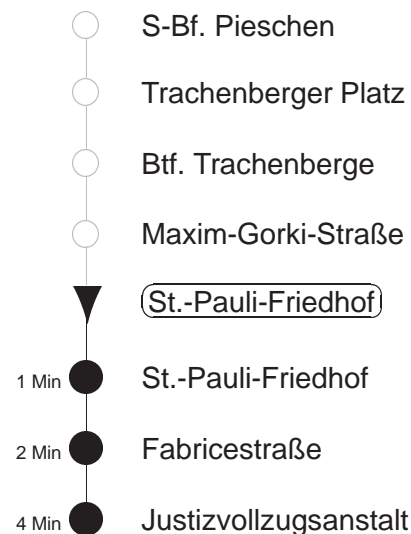 S-Bf. Pieschen
Trachenberger Platz
Btf. Trachenberge
Maxim-Gorki-Straße
St.-Pauli-Friedhof
1 Min St.-Pauli-Friedhof
2 Min Fabricestraße
4 Min Justizvollzugsanstalt